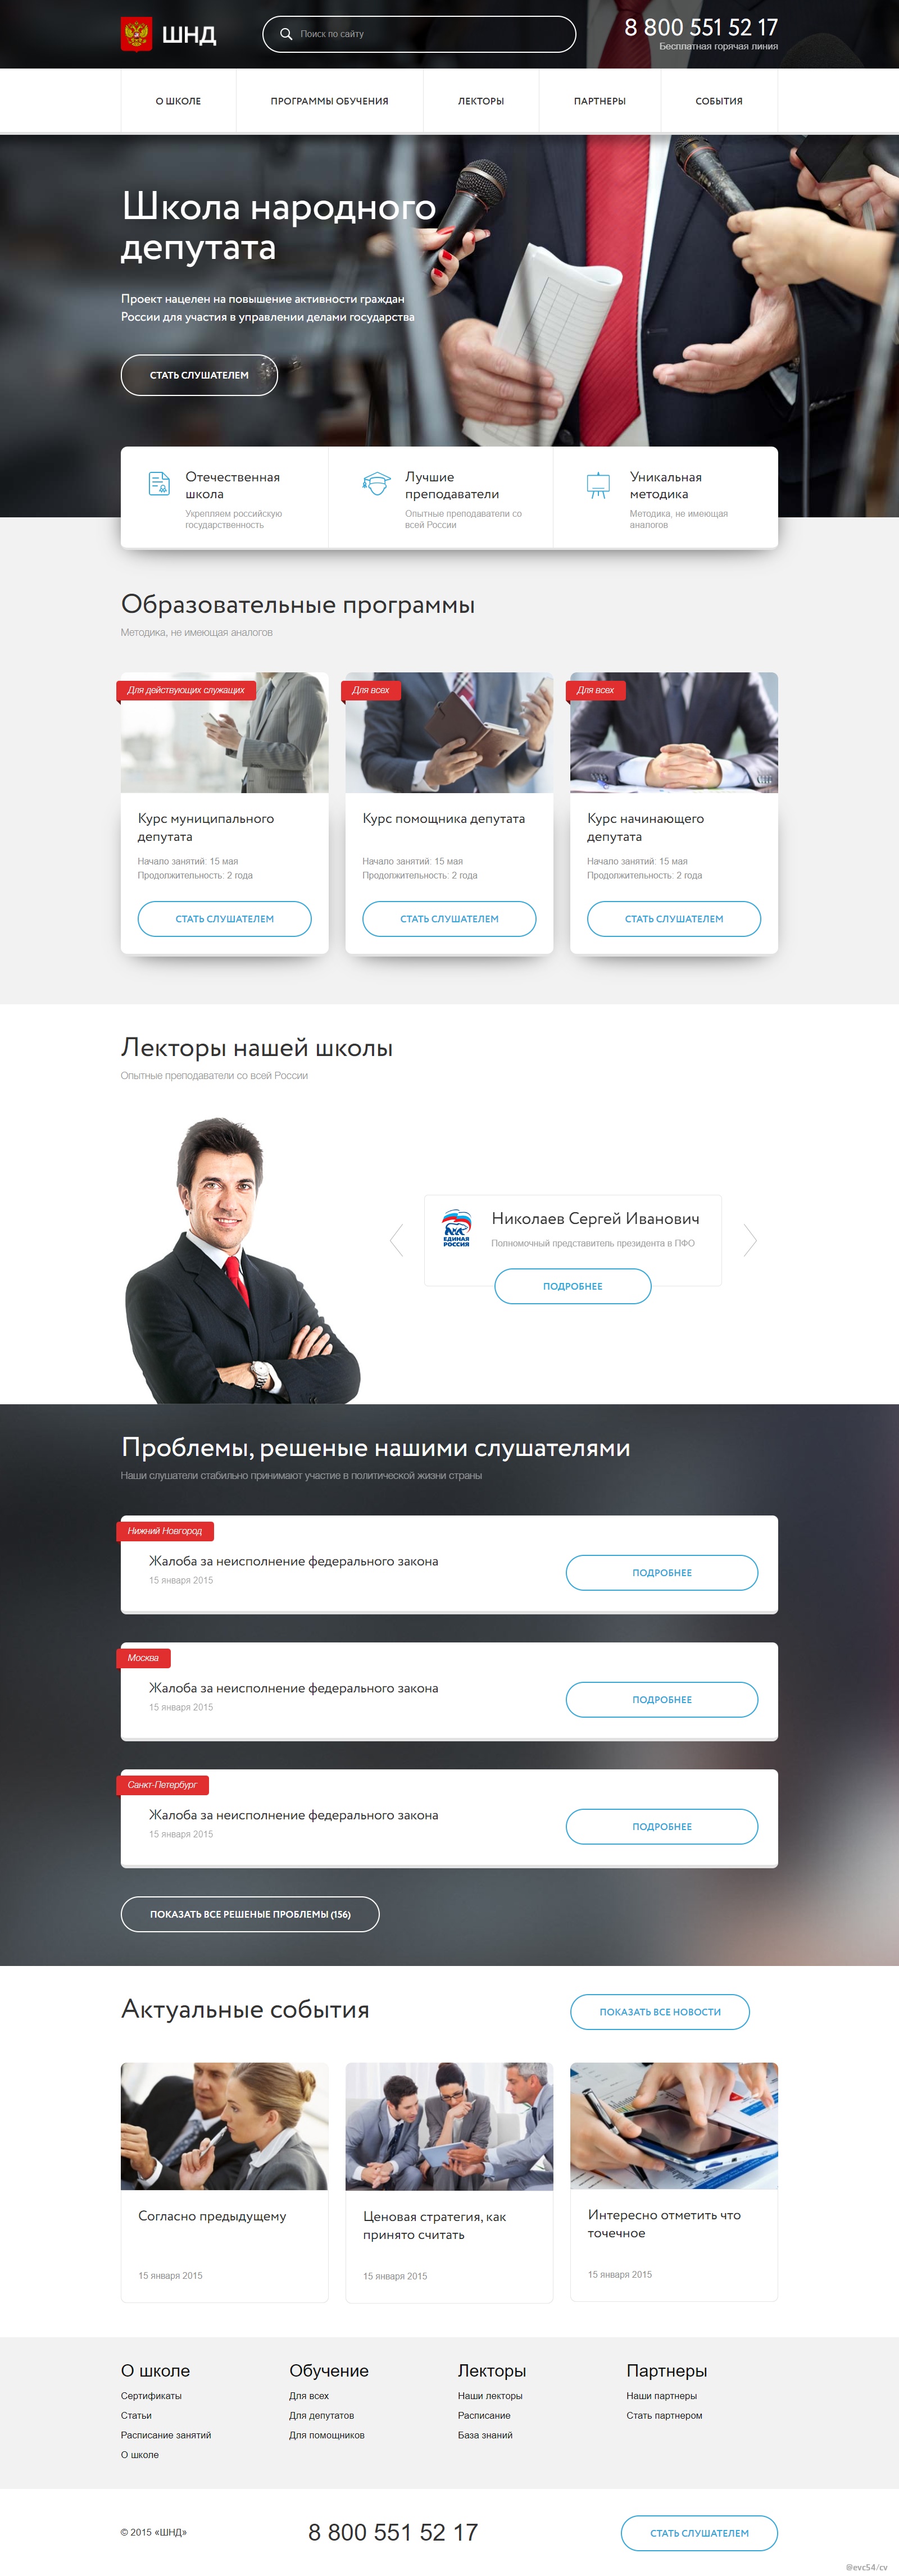 ШНД
Поиск по сайту
8 800 551 52 17
Бесплатная горячая линия
О ШКОЛЕ
ПРОГРАММЫ ОБУЧЕНИЯ
ЛЕКТОРЫ
ПАРТНЕРЫ
СОБЫТИЯ
Школа народного
депутата
Проект нацелен на повышение активности граждан
России для участия в управлении делами государства
СТАТЬ СЛУШАТЕЛЕМ
Отечественная
школа
Укрепляем российскую
государственность
Лучшие
преподаватели
Опытные преподаватели со
всей России
Уникальная
методика
Методика, не имеющая
аналогов
Образовательные программы
Методика, не имеющая аналогов
Для действующих служащих
Курс муниципального
депутата
Начало занятий: 15 мая
Продолжительность: 2 года
СТАТЬ СЛУШАТЕЛЕМ
Для всех
Курс помощника депутата
Начало занятий: 15 мая
Продолжительность: 2 года
СТАТЬ СЛУШАТЕЛЕМ
Для всех
Курс начинающего
депутата
Начало занятий: 15 мая
Продолжительность: 2 года
СТАТЬ СЛУШАТЕЛЕМ
Лекторы нашей школы
Опытные преподаватели со всей России
ЕДИНАЯ
РОССИЯ
Николаев Сергей Иванович
Полномочный представитель президента в ПФО
ПОДРОБНЕЕ
Проблемы, решеные нашими слушателями
Наши слушатели стабильно принимают участие в политической жизни страны
Нижний Новгород
Жалоба за неисполнение федерального закона
15 января 2015
ПОДРОБНЕЕ
Москва
Жалоба за неисполнение федерального закона
15 января 2015
ПОДРОБНЕЕ
Санкт-Петербург
Жалоба за неисполнение федерального закона
15 января 2015
ПОДРОБНЕЕ
ПОКАЗАТЬ ВСЕ РЕШЕНЫЕ ПРОБЛЕМЫ (156)
Актуальные события
ПОКАЗАТЬ ВСЕ НОВОСТИ
Согласно предыдущему
15 января 2015
Ценовая стратегия, как
принято считать
15 января 2015
Интересно отметить что
точечное
15 января 2015
О школе
Сертификаты
Статьи
Расписание занятий
О школе
Обучение
Для всех
Для депутатов
Для помощников
Лекторы
Наши лекторы
Расписание
База знаний
Партнеры
Наши партнеры
Стать партнером
© 2015 «ШНД»
8 800 551 52 17
СТАТЬ СЛУШАТЕЛЕМ
@evc54/cv